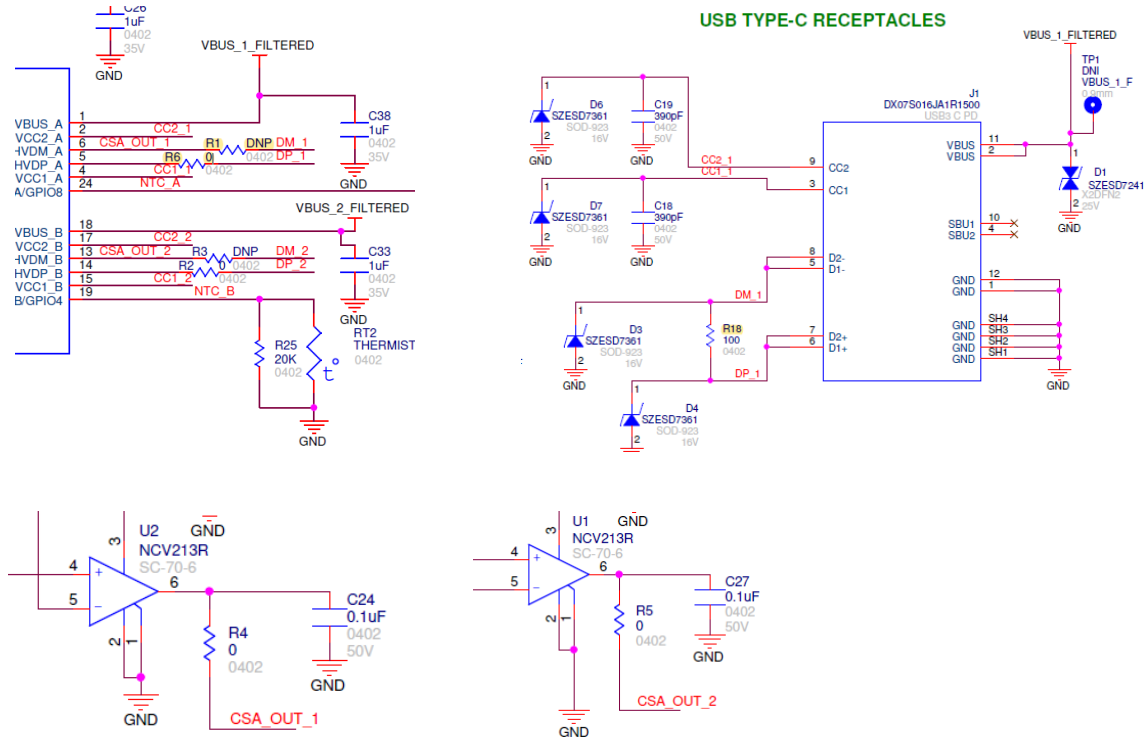 C26
1uF
0402
35V
GND
VBUS_1_FILTERED
C38
1uF
0402
35V
GND
VBUS_A
1
VCC2_A
2
CC2_1
HVDM_A
6
CSA_OUT_1
R1
DNP
0402
DM_1
HVDP_A
5
R6
0
0402
DP_1
VCC1_A
4
CC1_1
A/GPIO8
24
NTC_A
VBUS_2_FILTERED
VBUS_B
18
VCC2_B
17
CC2_2
HVDM_B
13
CSA_OUT_2
R3
DNP
0402
DM_2
HVDP_B
14
R2
0
0402
DP_2
VCC1_B
15
CC1_2
B/GPIO4
19
NTC_B
C33
1uF
0402
35V
GND
R25
20K
0402
RT2
THERMIST
0402
t°
GND
USB TYPE-C RECEPTACLES
VBUS_1_FILTERED
TP1
DNI
VBUS_1_F
0.9mm
J1
DX07S016JA1R1500
USB3 C PD
1
D6
SZESD7361
SOD-923
16V
2
GND
C19
390pF
0402
50V
GND
CC2_1
CC1_1
1
D7
SZESD7361
SOD-923
16V
2
GND
C18
390pF
0402
50V
GND
9
CC2
3
CC1
8
D2-
5
D1-
7
D2+
6
D1+
VBUS
11
VBUS
2
1
D1
SZESD7241
X2DFN2
25V
2
GND
SBU1
10
SBU2
4
GND
12
GND
1
GND
SH4
GND
SH3
GND
SH2
GND
SH1
GND
DM_1
1
D3
SZESD7361
SOD-923
16V
2
GND
R18
100
0402
DP_1
1
D4
SZESD7361
SOD-923
16V
2
GND
:
GND
U2
NCV213R
SC-70-6
3
4
+
5
-
6
2
1
GND
R4
0
0402
C24
0.1uF
0402
50V
GND
CSA_OUT_1
U1
GND
NCV213R
SC-70-6
3
4
+
5
-
6
2
1
GND
R5
0
0402
C27
0.1uF
0402
50V
GND
CSA_OUT_2